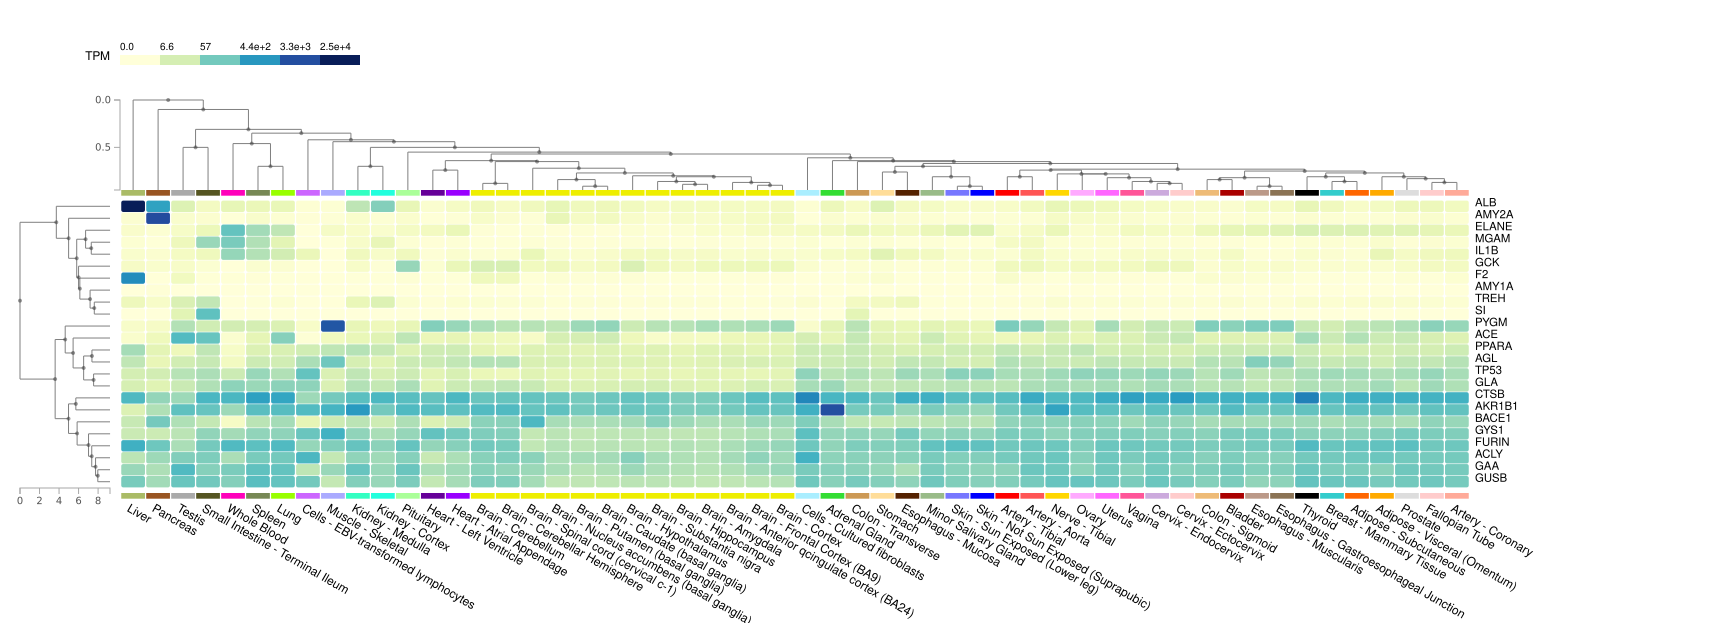 TPM
0.0 6.6 57 4.4e+2 3.3e+3 2.5e+4
0.0
0.5
ALB
AMY2A
ELANE
MGAM
IL1B
GCK
F2
AMY1A
TREH
SI
PYGM
ACE
PPARA
AGL
TP53
GLA
CTSB
AKR1B1
BACE1
GYS1
FURIN
ACLY
GAA
GUSB
0 2 4 6 8
Liver
Pancreas
Testis
Small Intestine - Terminal Ileum
Whole Blood
Spleen
Lung
Cells - EBV-transformed lymphocytes
Muscle - Skeletal
Kidney - Medulla
Kidney - Cortex
Pituitary
Heart - Left Ventricle
Heart - Atrial Appendage
Brain - Cerebellum
Brain - Cerebellar Hemisphere
Brain - Spinal cord (cervical c-1)
Brain - Nucleus accumbens (basal ganglia)
Brain - Putamen (basal ganglia)
Brain - Caudate (basal ganglia)
Brain - Hypothalamus
Brain - Substantia nigra
Brain - Hippocampus
Brain - Amygdala
Brain - Anterior cingulate cortex (BA24)
Brain - Frontal Cortex (BA9)
Brain - Cortex
Cells - Cultured fibroblasts
Adrenal Gland
Colon - Transverse
Stomach
Esophagus - Mucosa
Minor Salivary Gland
Skin - Sun Exposed (Lower leg)
Skin - Not Sun Exposed (Suprapubic)
Artery - Tibial
Artery - Aorta
Nerve - Tibial
Ovary
Uterus
Vagina
Cervix - Endocervix
Cervix - Ectocervix
Colon - Sigmoid
Bladder
Esophagus - Muscularis
Esophagus - Gastroesophageal Junction
Thyroid
Breast - Mammary Tissue
Adipose - Subcutaneous
Adipose - Visceral (Omentum)
Prostate
Fallopian Tube
Artery - Coronary